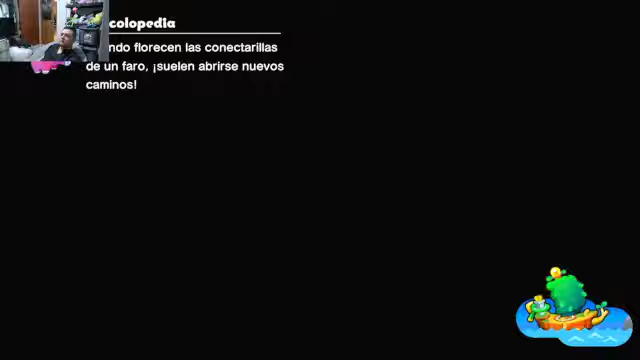 colopedia
ndo florecen las conectarillas
de un faro, ¡suelen abrirse nuevos
caminos!